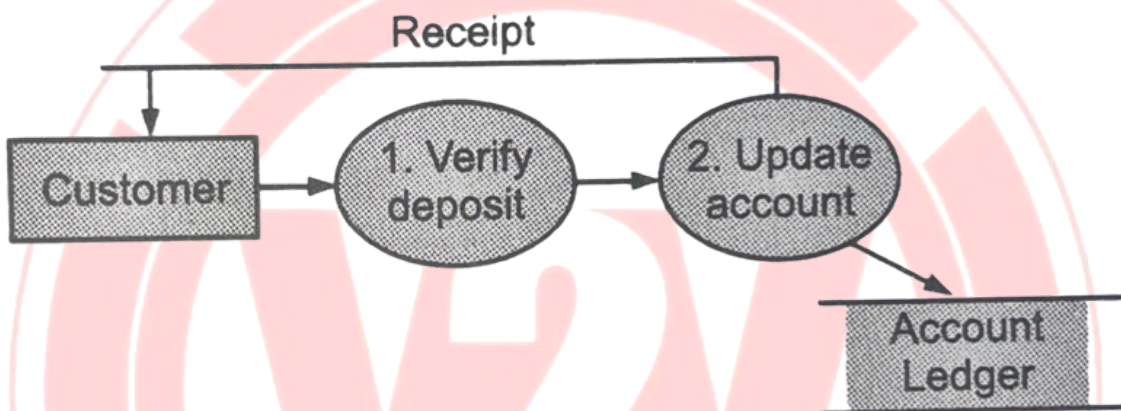 Receipt
Customer
1. Verify
deposit
2. Update
account
Account
Ledger